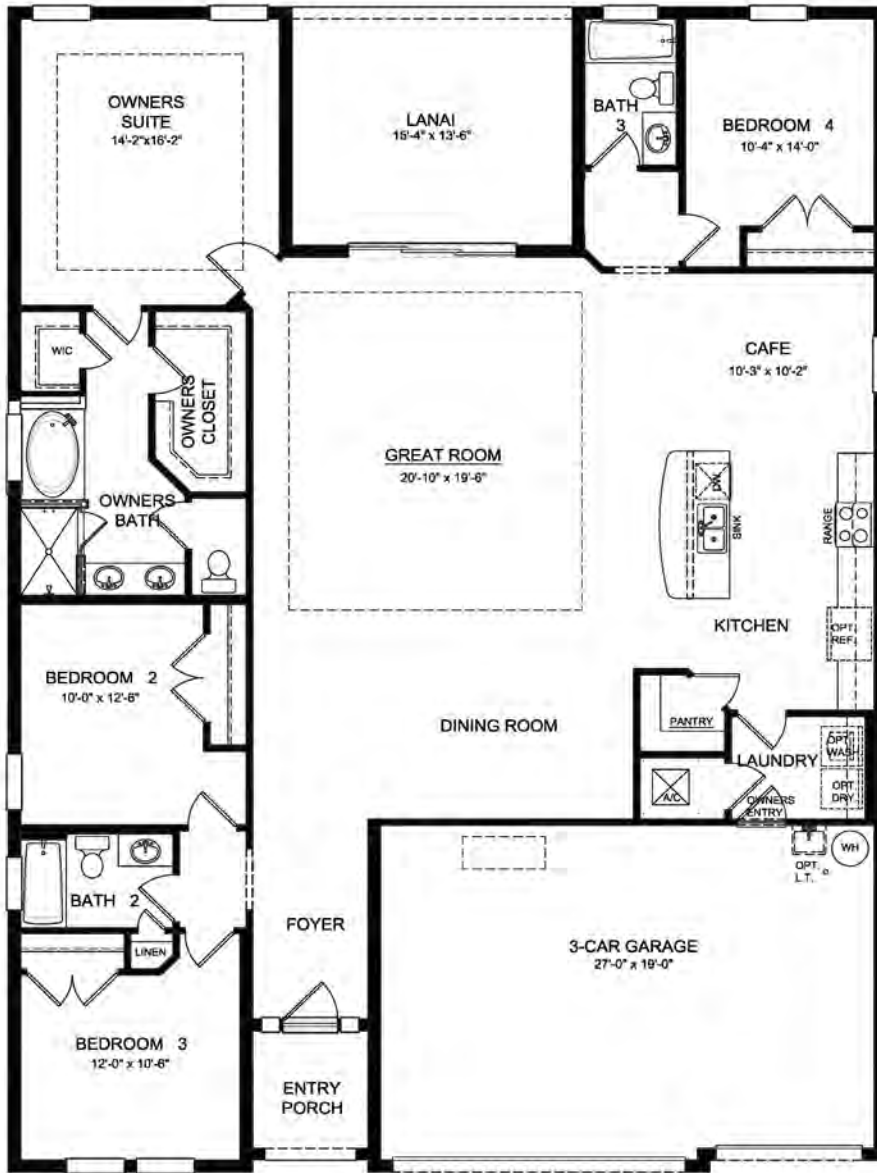 OWNERS
SUITE
14'-2"x16'-2"
LANAI
15'-4" x 13'-6"
BATH
3
BEDROOM 4
10'-4" x 14'-0"
WIC
OWNERS
CLOSET
CAFE
10'-3" x 10'-2"
GREAT ROOM
20'-10" x 19'-6"
OWNERS
BATH
DW
SINK
RANGE
KITCHEN
OPT.
REF.
BEDROOM 2
10'-0" x 12'-6"
DINING ROOM
PANTRY
LAUNDRY
OPT
WASH
OPT
DRY
A/C
OWNERS
ENTRY
OPT.
L.T.
WH
BATH 2
LINEN
FOYER
3-CAR GARAGE
27'-0" x 19'-0"
BEDROOM 3
12'-0" x 10'-6"
ENTRY
PORCH